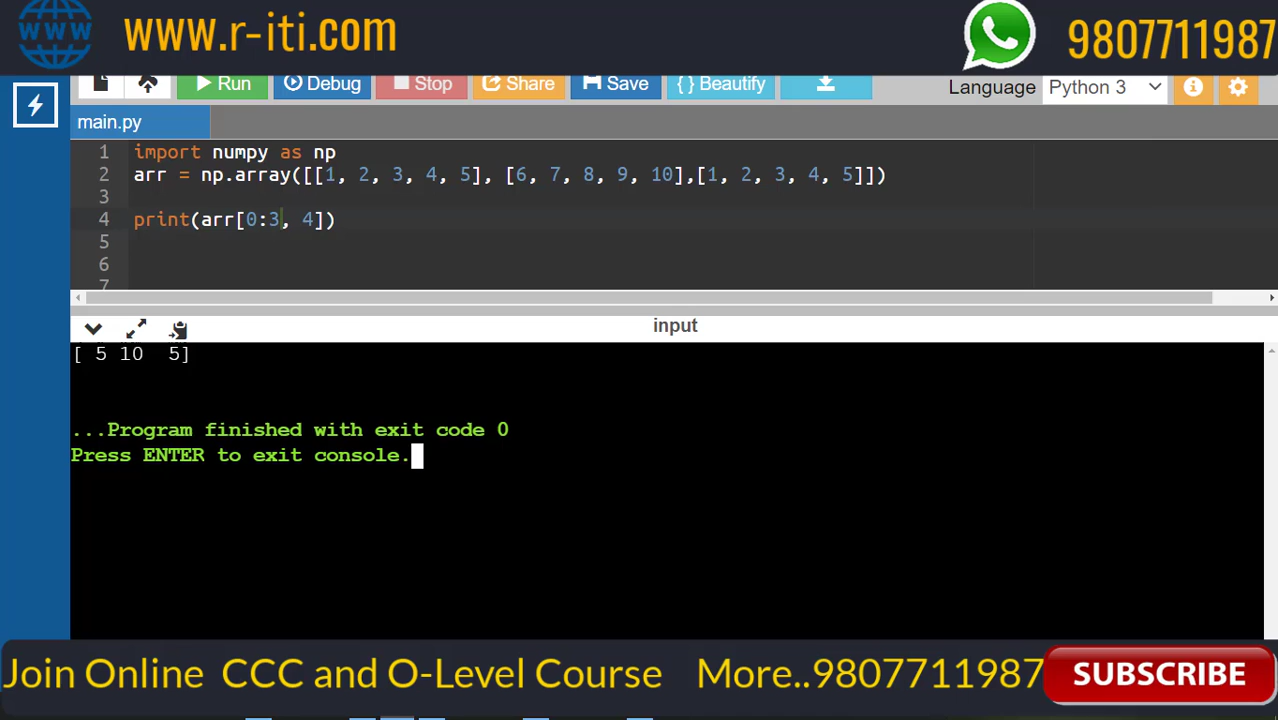 www.r-iti.com
9807711987
WWW
Run Debug Stop Share Save { } Beautify Language Python 3
main.py
1 import numpy as np
2 arr = np.array([[1, 2, 3, 4, 5], [6, 7, 8, 9, 10],[1, 2, 3, 4, 5]])
3
4 print(arr[0:3, 4])
5
6
7
input
[ 5 10  5]
...Program finished with exit code 0
Press ENTER to exit console.
Join Online CCC and O-Level Course More..9807711987 SUBSCRIBE